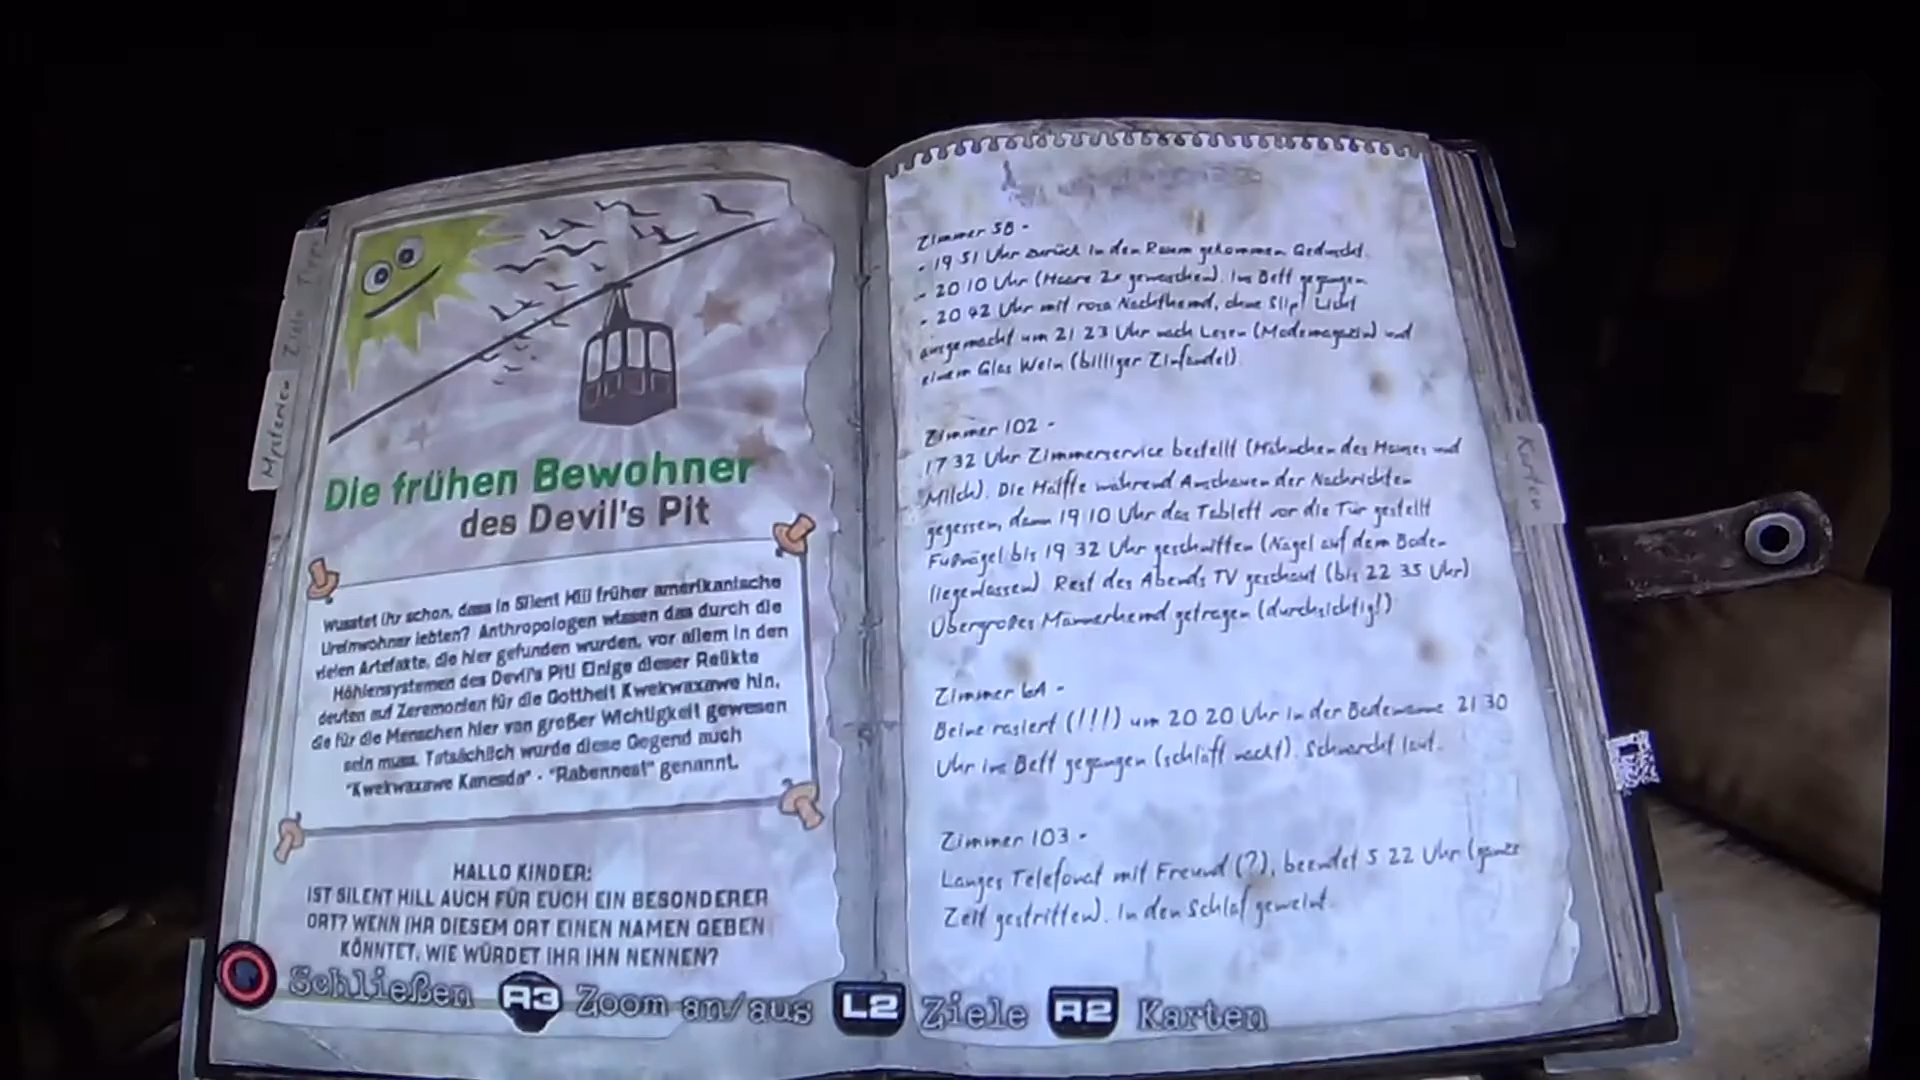 Mysterien
Ziele
Die frühen Bewohner
des Devil's Pit
Wusstet ihr schon, dass in Silent Hill früher amerikanische
Ureinwohner lebten? Anthropologen wissen das durch die
vielen Artefakte, die hier gefunden wurden, vor allem in den
Höhlensystemen des Devil's Pit! Einige dieser Relikte
deuten auf Zeremonien für die Gottheit Kwekwaxawe hin,
die für die Menschen hier von großer Wichtigkeit gewesen
sein muss. Tatsächlich wurde diese Gegend auch
"Kwekwaxawe Kanesda" - "Rabennest" genannt.
HALLO KINDER:
IST SILENT HILL AUCH FÜR EUCH EIN BESONDERER
ORT? WENN IHR DIESEM ORT EINEN NAMEN GEBEN
KÖNNTET, WIE WÜRDET IHR IHN NENNEN?
Zimmer 5B -
- 19 51 Uhr zurück in den Raum gekommen Geduscht.
- 20 10 Uhr (Haare 2x gewaschen). Ins Bett gegangen
- 20 42 Uhr mit rosa Nachthemd, ohne Slip! Licht
ausgemacht um 21 23 Uhr nach Lesen (Modemagazin) und
einem Glas Wein (billiger Zinfandel).
Zimmer 102 -
17 32 Uhr Zimmerservice bestellt (Hähnchen des Hauses und
Milch). Die Hälfte während Anschauen der Nachrichten
gegessen, dann 19 10 Uhr das Tablett vor die Tür gestellt
Fußnägel bis 19 32 Uhr geschnitten (Nägel auf dem Boden
liegenlassen) Rest des Abends TV geschaut (bis 22 35 Uhr)
Übergroßes Männerhemd getragen (durchsichtig!)
Zimmer 6A -
Beine rasiert (!!!) um 20 20 Uhr in der Badewanne 21 30
Uhr ins Bett gegangen (schläft nackt). Schnarcht laut.
Zimmer 103 -
Langes Telefonat mit Freund (?), beendet 5 22 Uhr (ganze
Zeit gestritten). In den Schlaf geweint.
Karten
Schließen R3 Zoom an/aus L2 Ziele R2 Karten